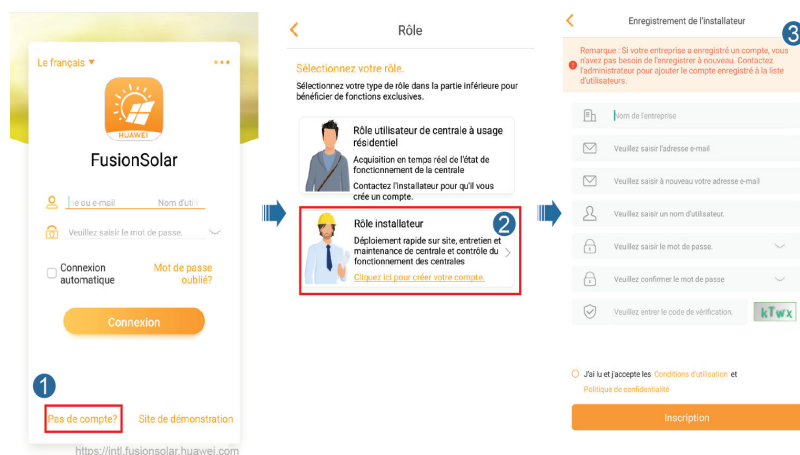 Le français ▼
HUAWEI
FusionSolar
Nom d'uti
Veuillez saisir le mot de passe.
Connexion
automatique
Mot de passe
oublié?
Connexion
1
Pas de compte?
Site de démonstration
https://intl.fusionsolar.huawei.com
Rôle
Sélectionnez votre rôle.
Sélectionnez votre type de rôle dans la partie inférieure pour
bénéficier de fonctions exclusives.
Rôle utilisateur de centrale à usage
résidentiel
Acquisition en temps réel de l'état de
fonctionnement de la centrale
Contactez l'installateur pour qu'il vous
crée un compte.
2
Rôle installateur
Déploiement rapide sur site, entretien et
maintenance de centrale et contrôle du
fonctionnement des centrales
Cliquez ici pour créer votre compte.
Enregistrement de l'installateur
3
Remarque : Si votre entreprise a enregistré un compte, vous
n'avez pas besoin de l'enregistrer à nouveau. Contactez
l'administrateur pour ajouter le compte enregistré à la liste
d'utilisateurs.
Nom de l'entreprise
Veuillez saisir l'adresse e-mail
Veuillez saisir à nouveau votre adresse e-mail
Veuillez saisir un nom d'utilisateur.
Veuillez saisir le mot de passe.
Veuillez confirmer le mot de passe
Veuillez entrer le code de vérification.
kTwx
J'ai lu et j'accepte les Conditions d'utilisation et
Politique de confidentialité
Inscription